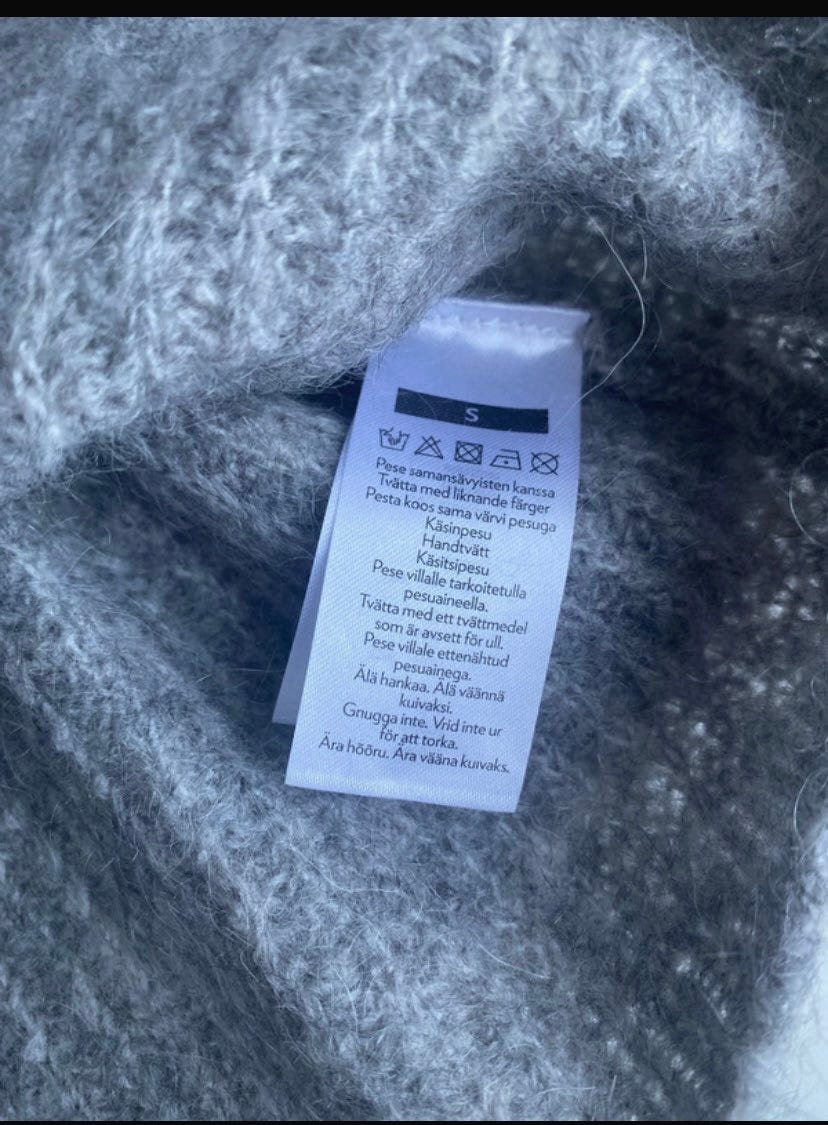 S
Pese samansävyisten kanssa
Tvätta med liknande färger
Pesta koos sama värvi pesuga
Käsinpesu
Handtvätt
Käsitsipesu
Pese villalle tarkoitetulla
pesuaineella.
Tvätta med ett tvättmedel
som är avsett för ull.
Pese villale ettenähtud
pesuainega.
Älä hankaa. Älä väännä
kuivaksi.
Gnugga inte. Vrid inte ur
för att torka.
Ära hõõru. Ära vääna kuivaks.